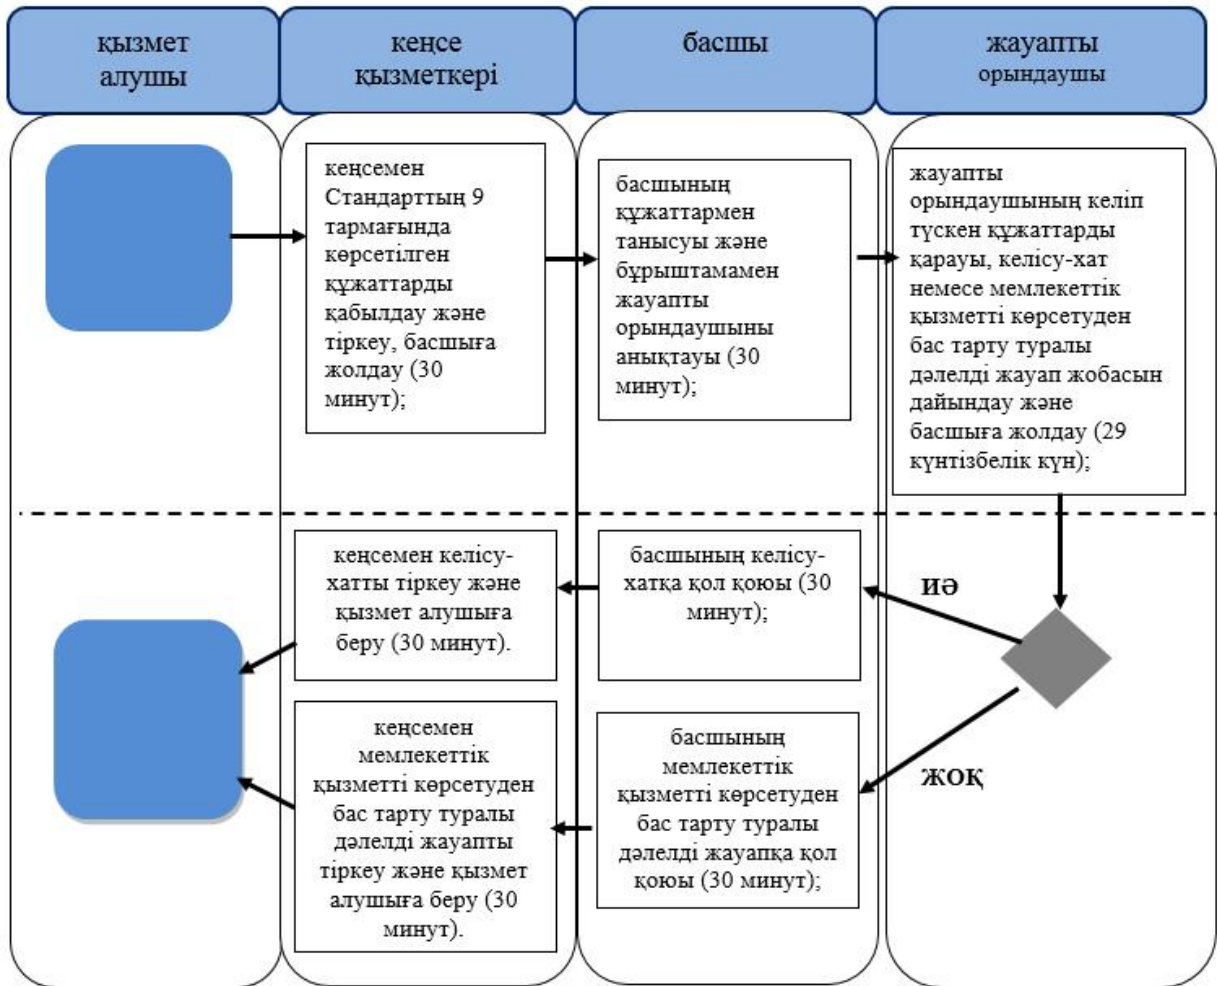 қызмет
алушы
кеңсе
қызметкері
басшы
жауапты
орындаушы
кеңсемен
Стандарттың 9
тармағында
көрсетілген
құжаттарды
қабылдау және
тіркеу, басшыға
жолдау (30
минут);
басшының
құжаттармен
танысуы және
бұрыштамамен
жауапты
орындаушыны
анықтауы (30
минут);
жауапты
орындаушының келіп
түскен құжаттарды
қарауы, келісу-хат
немесе мемлекеттік
қызметті көрсетуден
бас тарту туралы
дәлелді жауап жобасын
дайындау және
басшыға жолдау (29
күнтізбелік күн);
кеңсемен келісу-
хатты тіркеу және
қызмет алушыға
беру (30 минут).
басшының келісу-
хатқа қол қоюы (30
минут);
ИӘ
кеңсемен
мемлекеттік
қызметті көрсетуден
бас тарту туралы
дәлелді жауапты
тіркеу және қызмет
алушыға беру (30
минут).
басшының
мемлекеттік
қызметті көрсетуден
бас тарту туралы
дәлелді жауапқа қол
қоюы (30 минут);
ЖОҚ